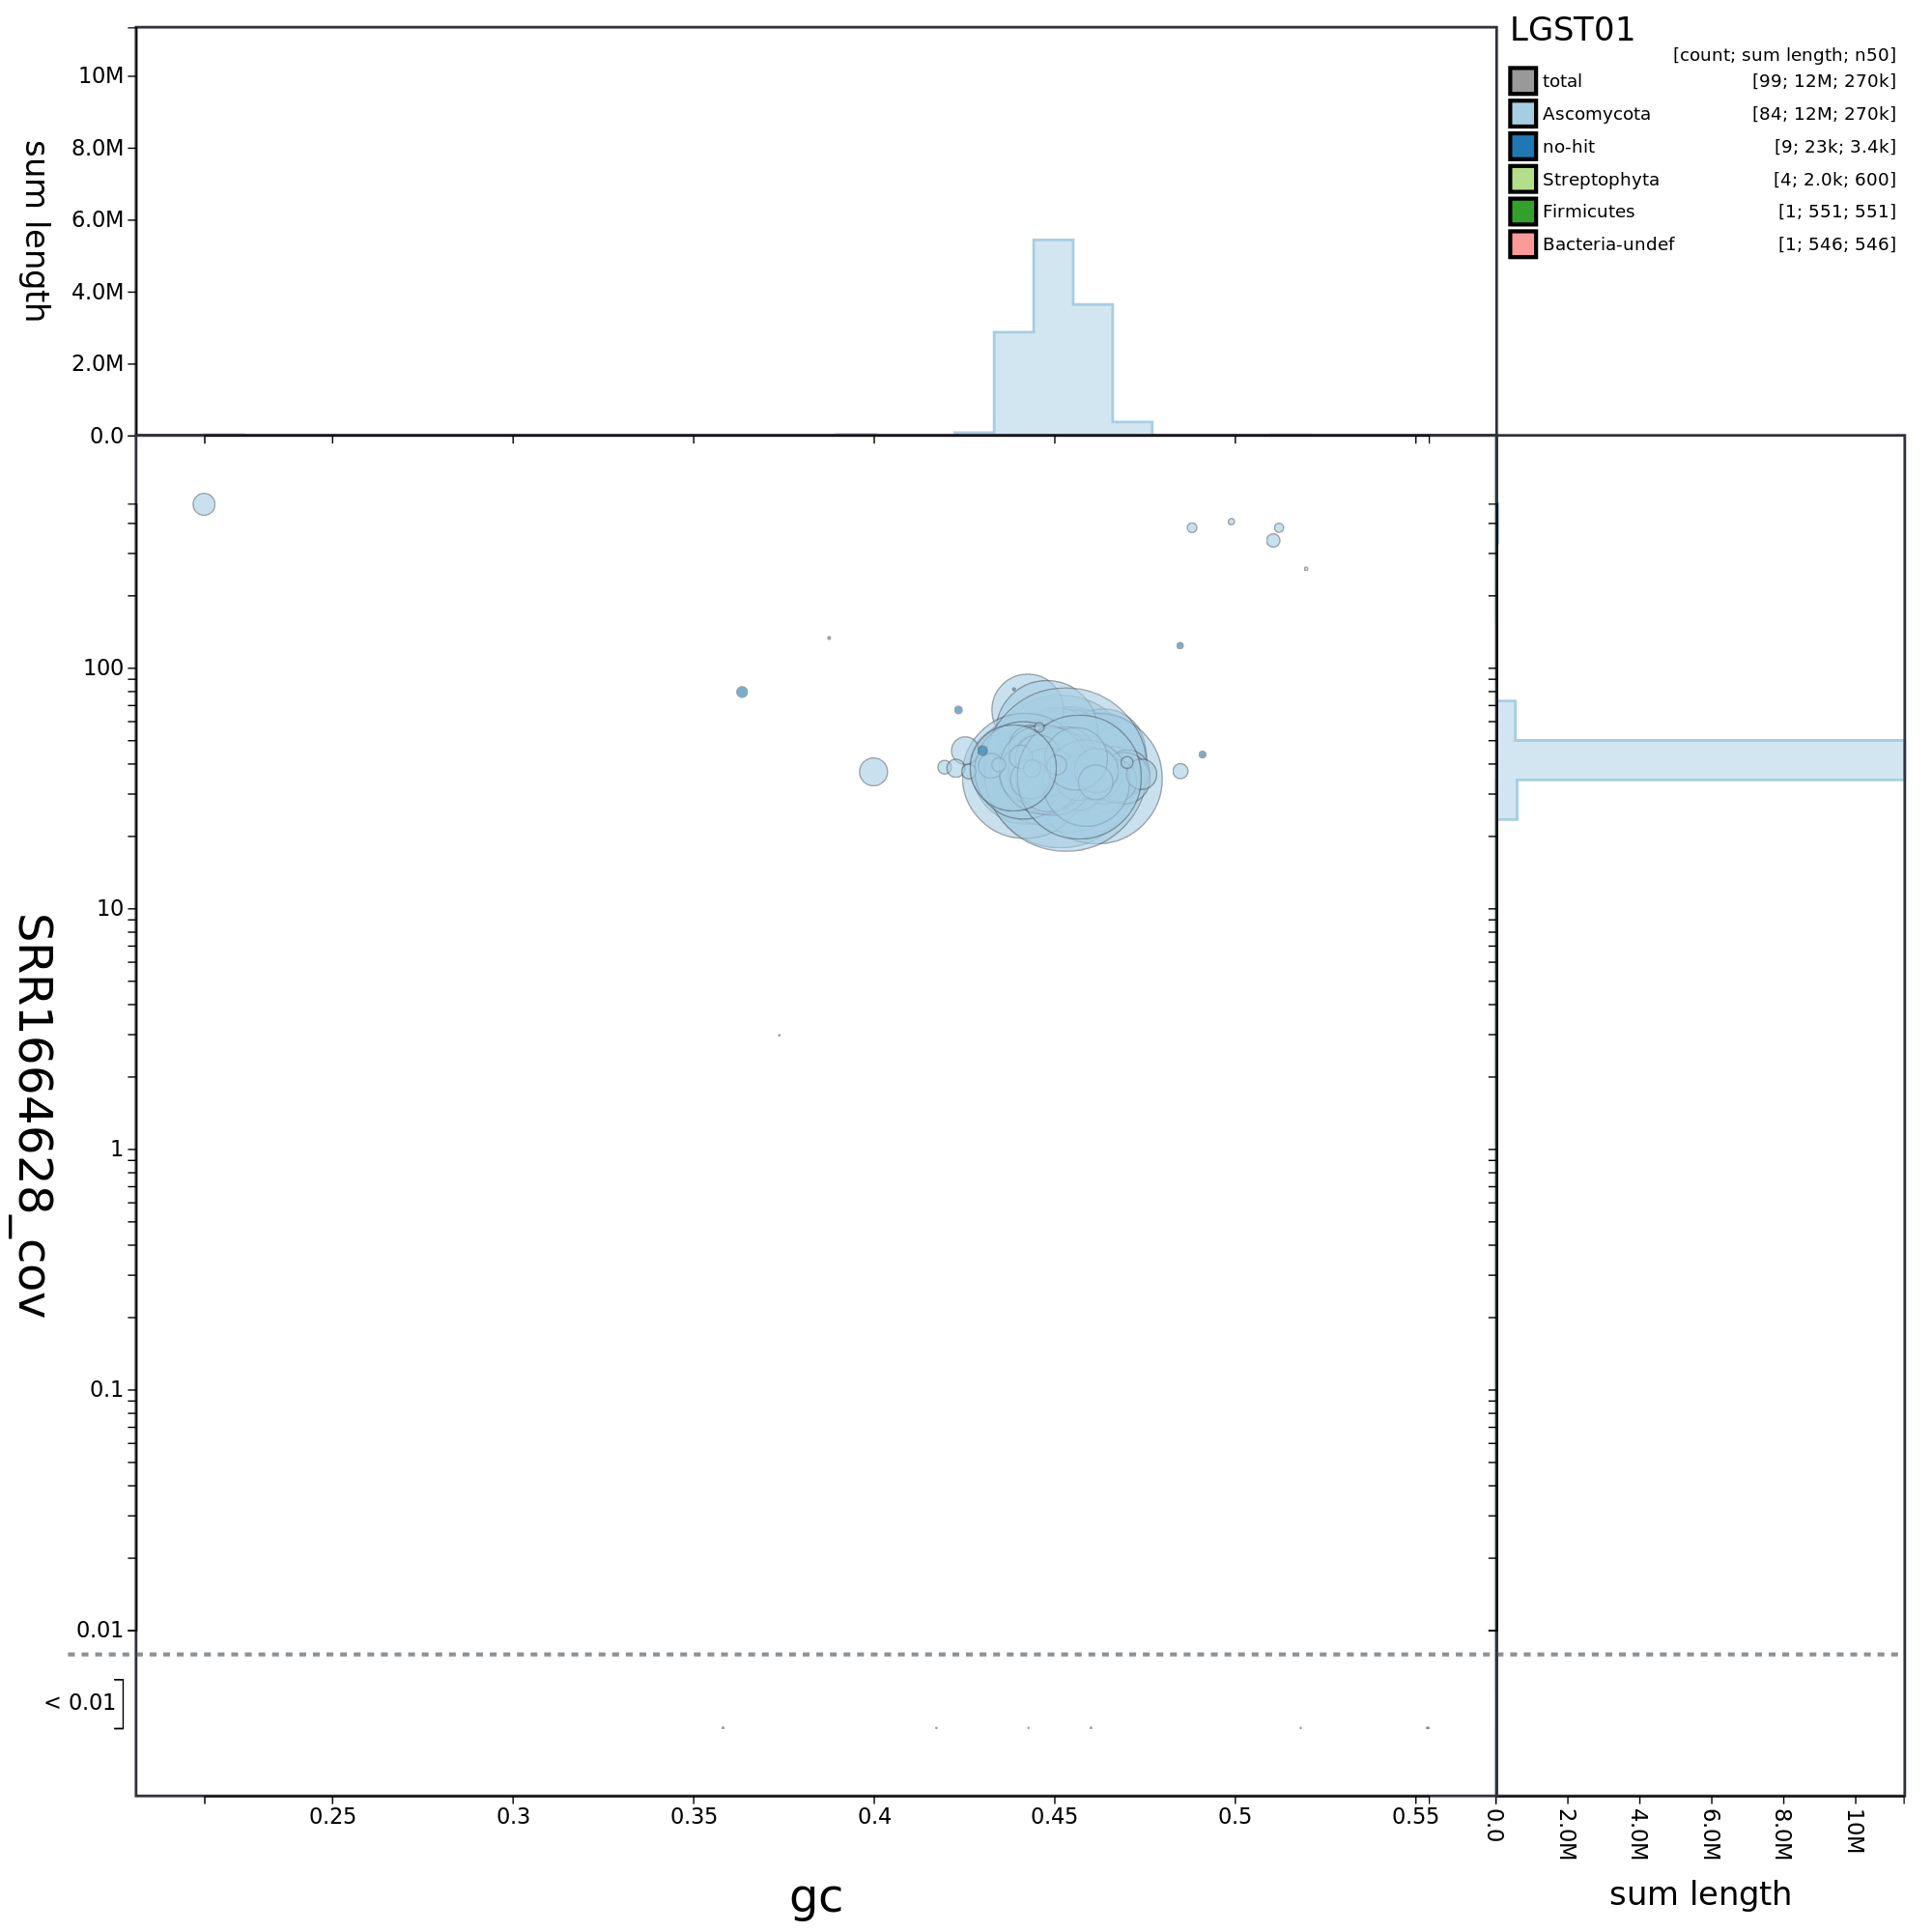 LGST01
[count; sum length; n50]
total [99; 12M; 270k]
Ascomycota [84; 12M; 270k]
no-hit [9; 23k; 3.4k]
Streptophyta [4; 2.0k; 600]
Firmicutes [1; 551; 551]
Bacteria-undef [1; 546; 546]
sum length
10M
8.0M
6.0M
4.0M
2.0M
0.0
SRR1664628_cov
100
10
1
0.1
0.01
< 0.01
0.25 0.3 0.35 0.4 0.45 0.5 0.55
gc
0.0 2.0M 4.0M 6.0M 8.0M 10M
sum length